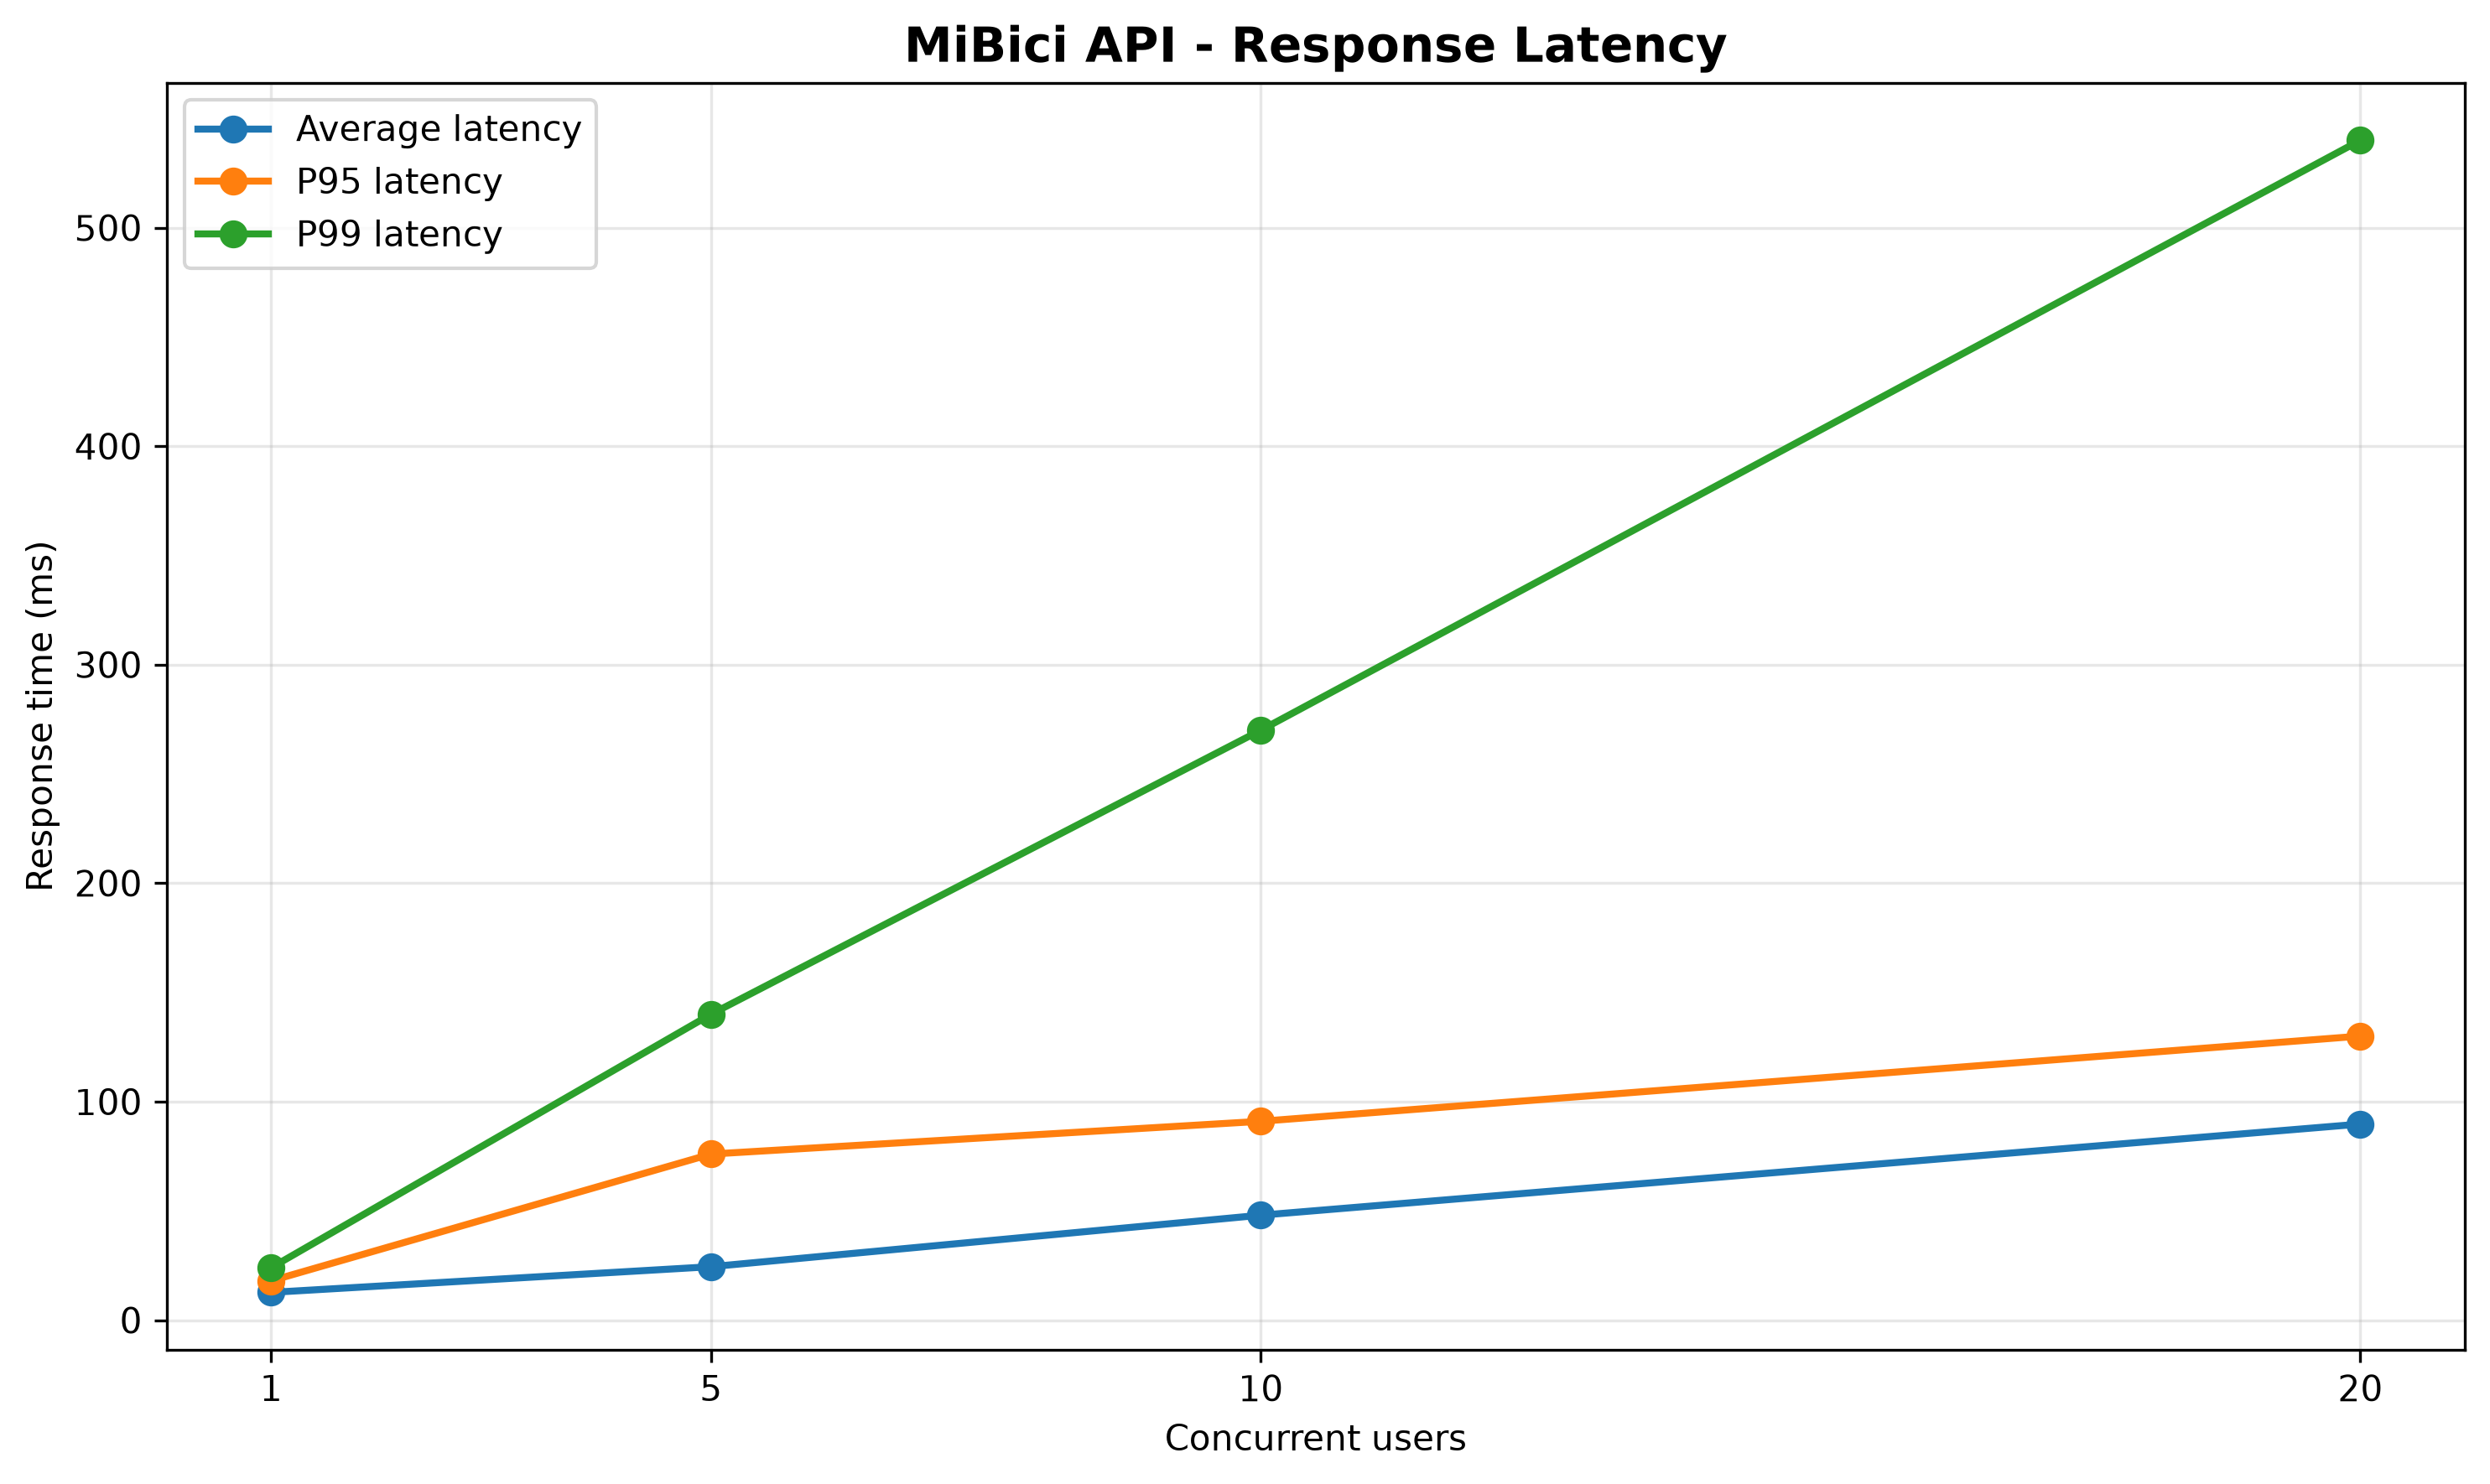 MiBici API - Response Latency
Average latency
P95 latency
P99 latency
Response time (ms)
500
400
300
200
100
0
1 5 10 20
Concurrent users